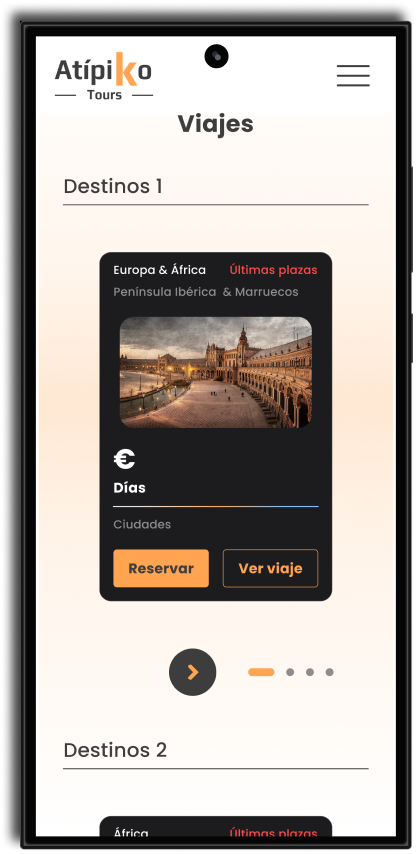 Atípiko
Tours
Viajes
Destinos 1
Europa & África Últimas plazas
Península Ibérica & Marruecos
€
Días
Ciudades
Reservar Ver viaje
Destinos 2
África Últimas plazas